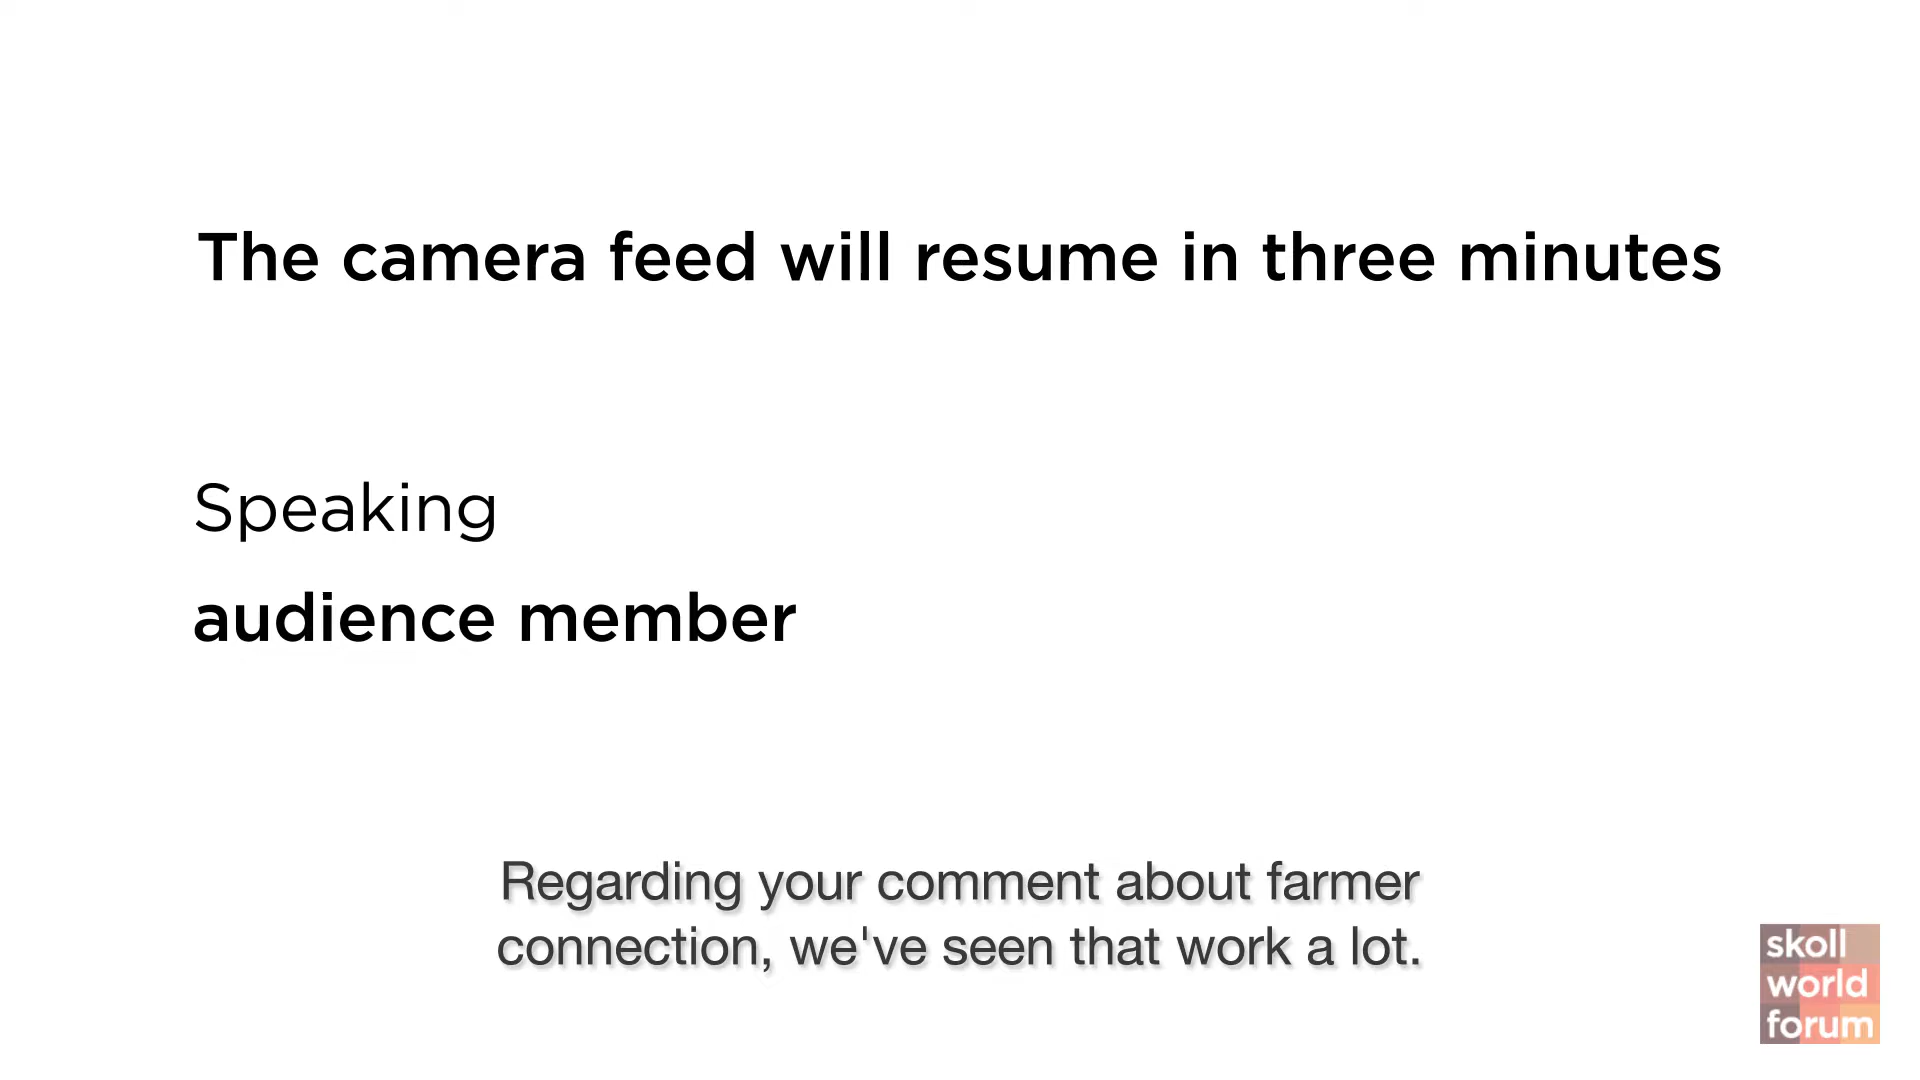 The camera feed will resume in three minutes
Speaking
audience member
Regarding your comment about farmer
connection, we've seen that work a lot.
skoll
world
forum